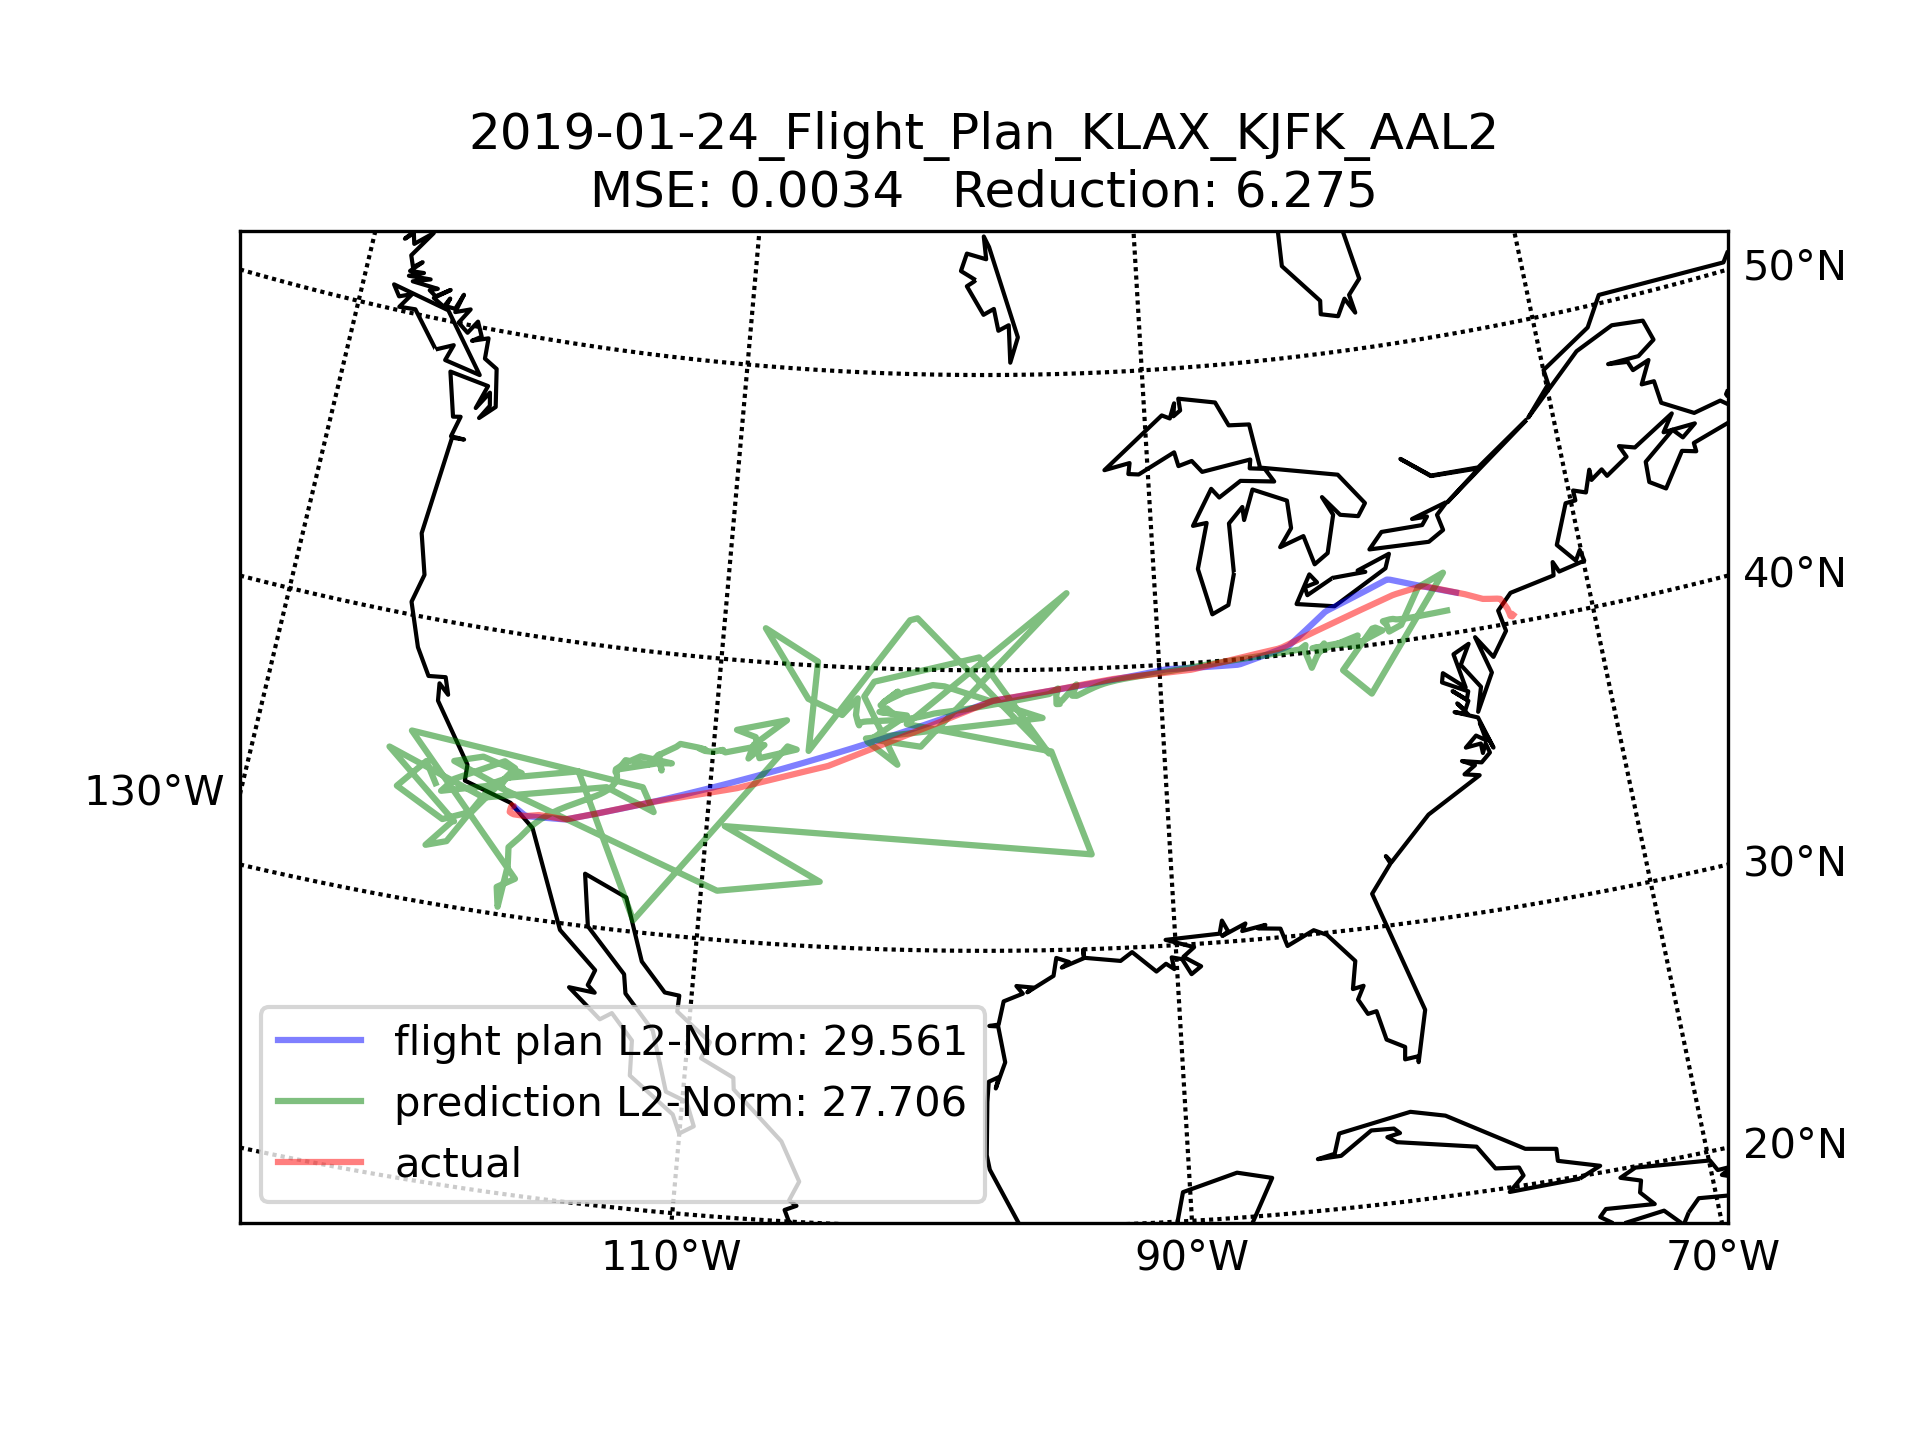 2019-01-24_Flight_Plan_KLAX_KJFK_AAL2
MSE: 0.0034 Reduction: 6.275
50°N
40°N
130°W
30°N
flight plan L2-Norm: 29.561
prediction L2-Norm: 27.706
20°N
actual
110°W 90°W 70°W